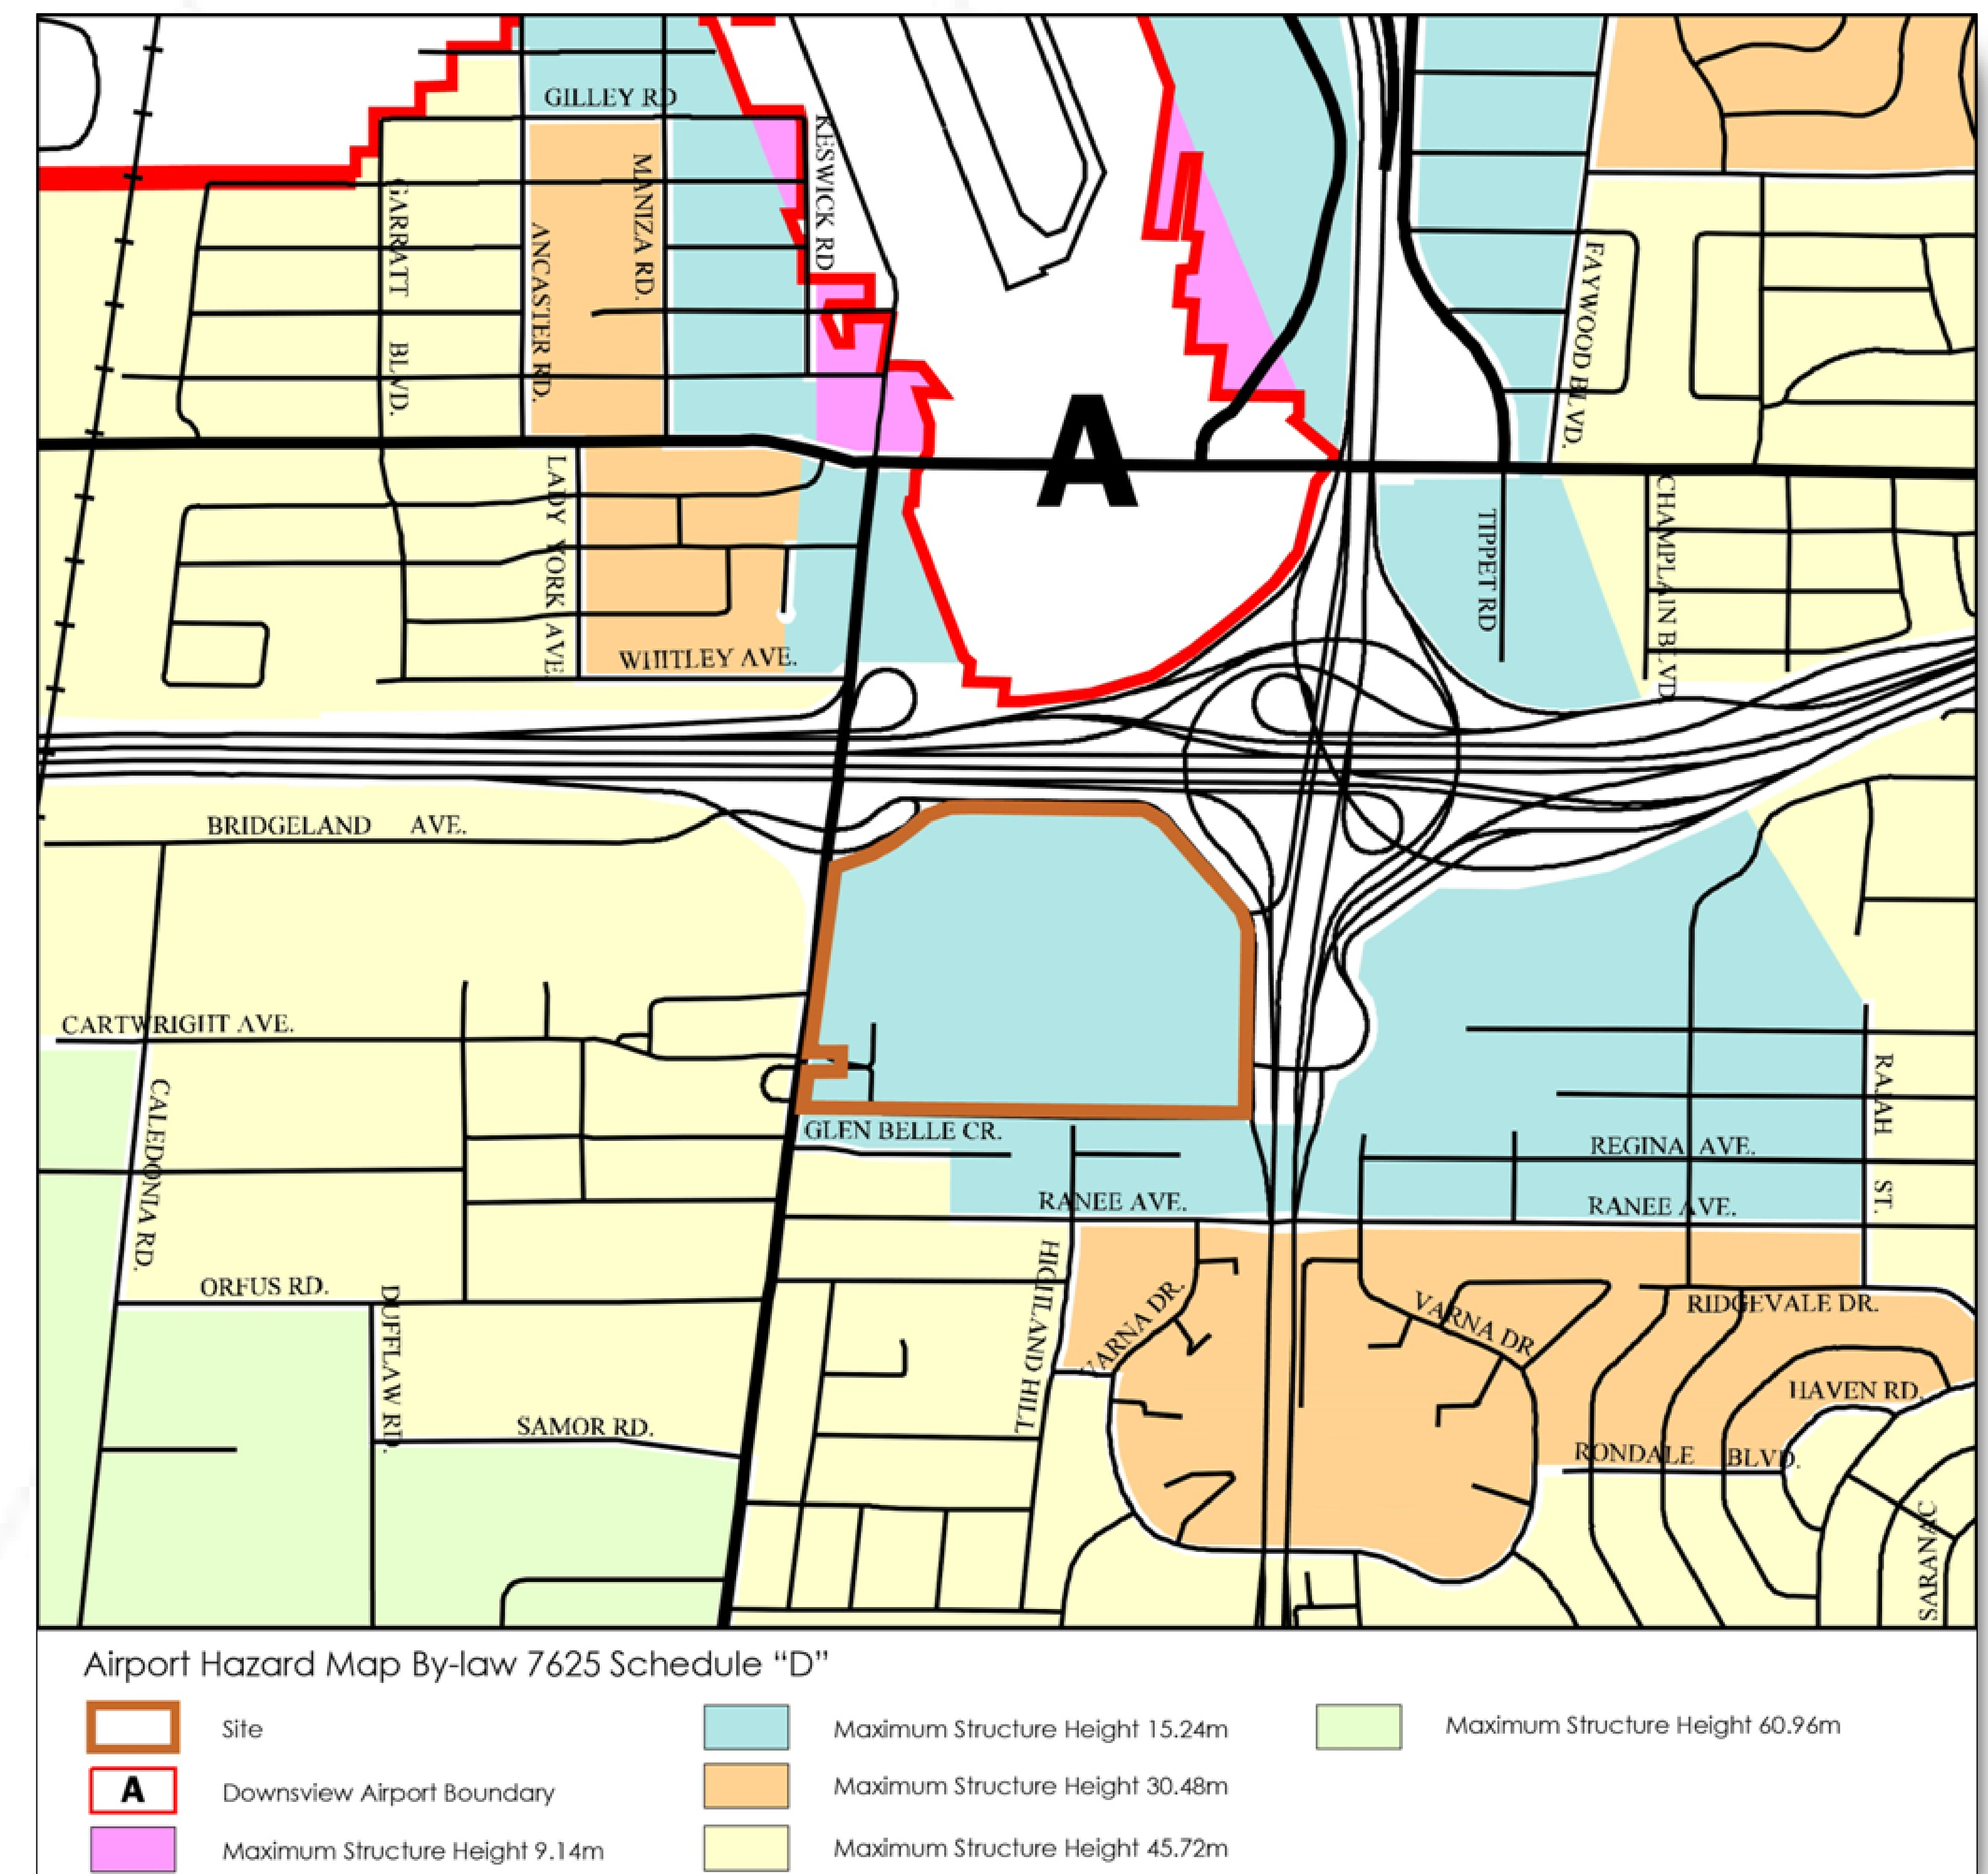 GILLEY RD
KESWICK RD
MANIZA RD.
GARRATT BLVD.
ANCASTER RD.
FAYWOOD BLVD.
A
LADY YORK AVE.
TIPPET RD
CHAMPLAIN BLVD.
WHITLEY AVE.
BRIDGELAND AVE.
CARTWRIGHT AVE.
CALEDONIA RD.
RAJAH ST.
GLEN BELLE CR.
REGINA AVE.
RANEE AVE.
RANEE AVE.
HIGHLAND HILL
ORFUS RD.
DUFFLAW RD.
VARNA DR.
VARNA DR.
RIDGEVALE DR.
HAVEN RD.
SAMOR RD.
RONDALE BLVD.
SARANAC
Airport Hazard Map By-law 7625 Schedule “D”
Site
Maximum Structure Height 15.24m
Maximum Structure Height 60.96m
A
Downsview Airport Boundary
Maximum Structure Height 30.48m
Maximum Structure Height 9.14m
Maximum Structure Height 45.72m